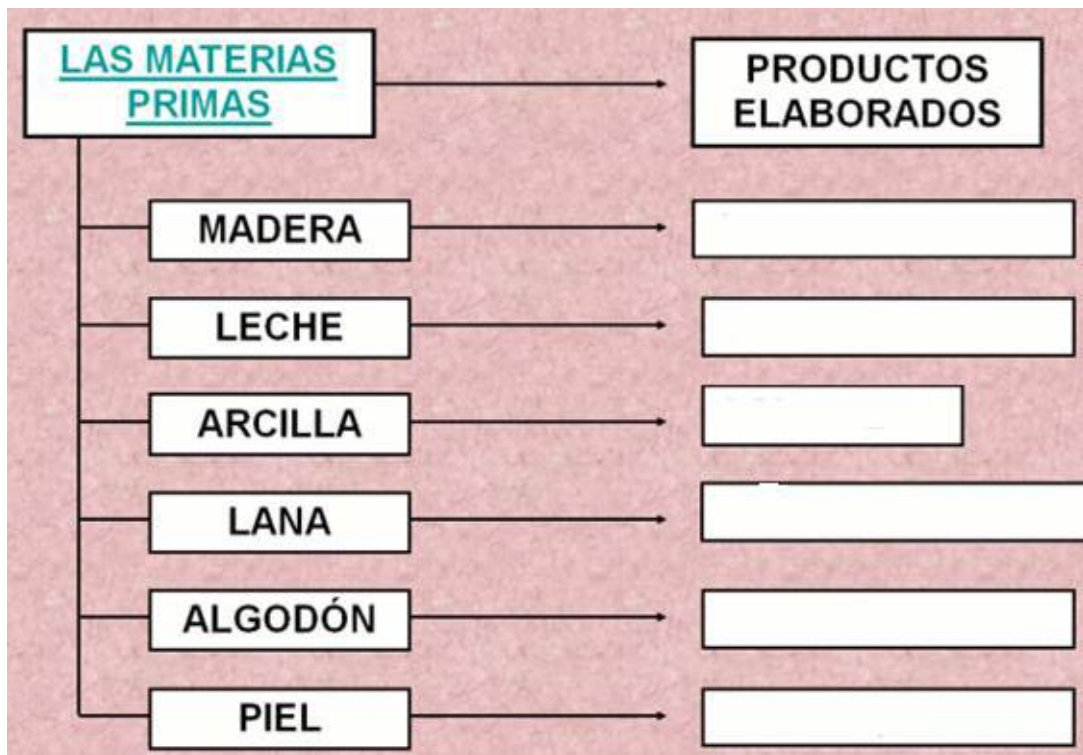 LAS MATERIAS
PRIMAS
PRODUCTOS
ELABORADOS
MADERA
LECHE
ARCILLA
LANA
ALGODÓN
PIEL